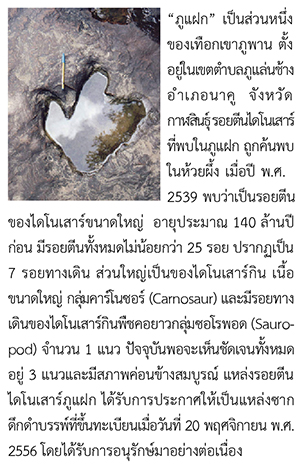 “ภูแฝก” เป็นส่วนหนึ่ง
ของเทือกเขาภูพาน ตั้ง
อยู่ในเขตตำบลภูแล่นช้าง
อำเภอนาคู จังหวัด
กาฬสินธุ์ รอยตีนไดโนเสาร์
ที่พบในภูแฝก ถูกค้นพบ
ในห้วยผึ้ง เมื่อปี พ.ศ.
2539 พบว่าเป็นรอยตีน
ของไดโนเสาร์ขนาดใหญ่ อายุประมาณ 140 ล้านปี
ก่อน มีรอยตีนทั้งหมดไม่น้อยกว่า 25 รอย ปรากฏเป็น
7 รอยทางเดิน ส่วนใหญ่เป็นของไดโนเสาร์กิน เนื้อ
ขนาดใหญ่ กลุ่มคาร์โนซอร์ (Carnosaur) และมีรอยทาง
เดินของไดโนเสาร์กินพืชคอยาวกลุ่มซอโรพอด (Sauro-
pod) จำนวน 1 แนว ปัจจุบันพอจะเห็นชัดเจนทั้งหมด
อยู่ 3 แนวและมีสภาพค่อนข้างสมบูรณ์ แหล่งรอยตีน
ไดโนเสาร์ภูแฝก ได้รับการประกาศให้เป็นแหล่งซาก
ดึกดำบรรพ์ที่ขึ้นทะเบียนเมื่อวันที่ 20 พฤศจิกายน พ.ศ.
2556 โดยได้รับการอนุรักษ์มาอย่างต่อเนื่อง